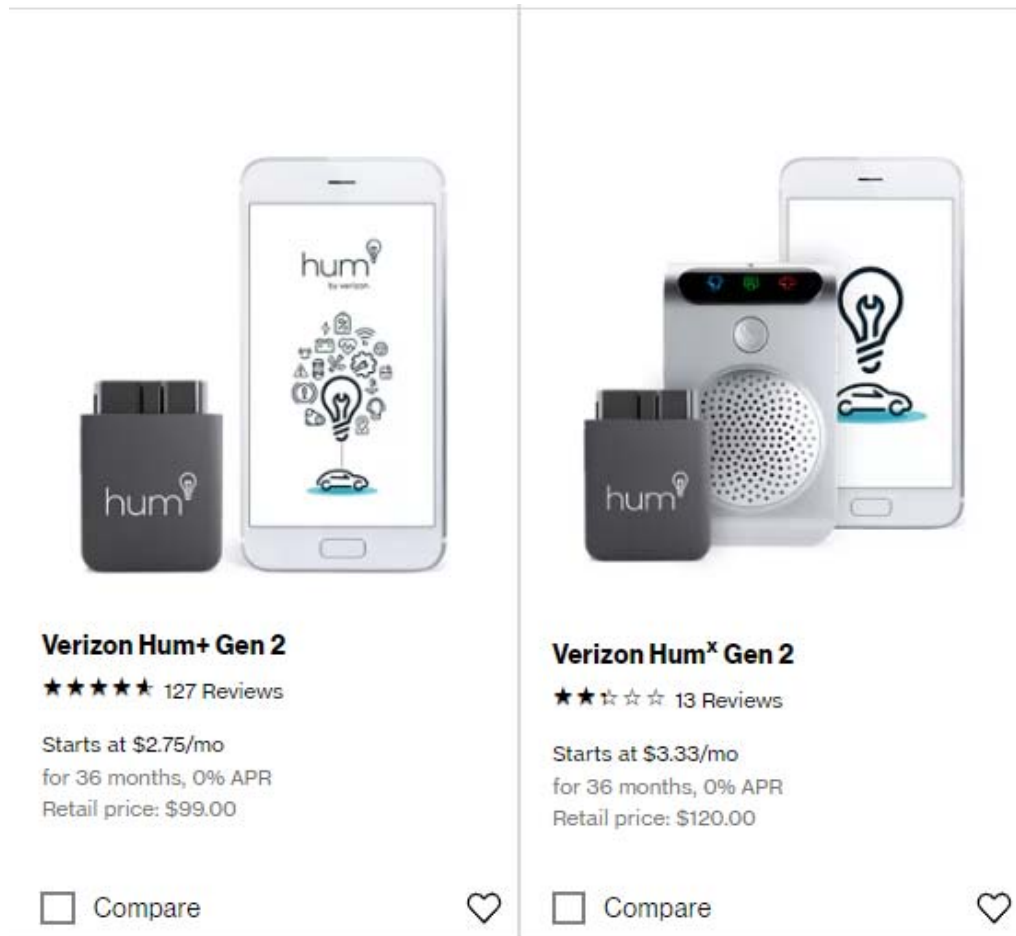 hum
by verizon
hum
Verizon Hum+ Gen 2
127 Reviews
Starts at $2.75/mo
for 36 months, 0% APR
Retail price: $99.00
Compare
hum
Verizon Humˣ Gen 2
13 Reviews
Starts at $3.33/mo
for 36 months, 0% APR
Retail price: $120.00
Compare